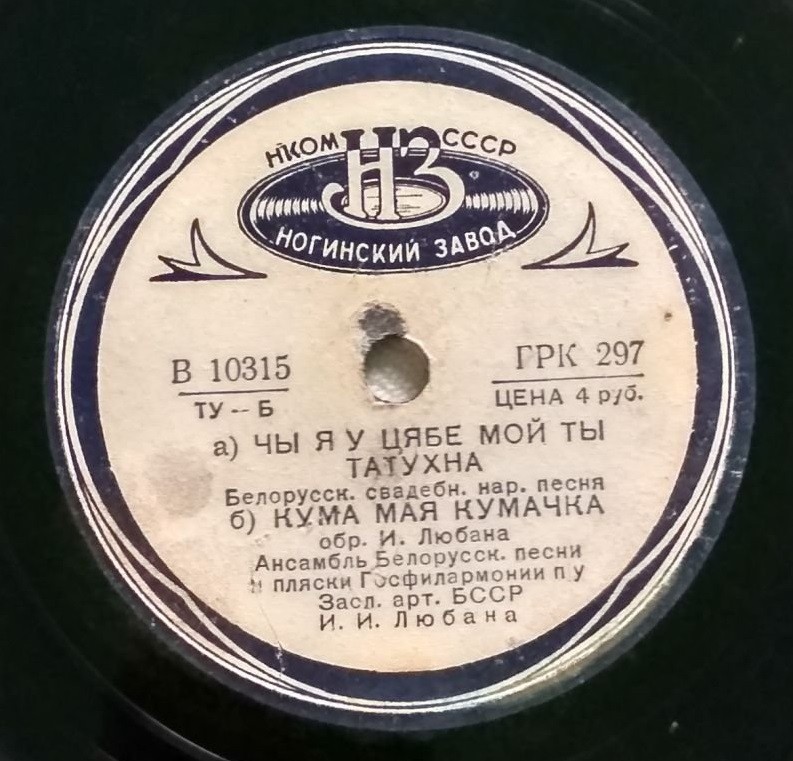 НКОМ НЗ СССР
НОГИНСКИЙ ЗАВОД
В 10315
ТУ -- Б
ГРК 297
ЦЕНА 4 руб.
а) ЧЫ Я У ЦЯБЕ МОЙ ТЫ
ТАТУХНА
Белорусск. свадебн. нар. песня
б) КУМА МАЯ КУМАЧКА
обр. И. Любана
Ансамбль Белорусск. песни
и пляски Госфилармонии п/у
Засл. арт. БССР
И. И. Любана